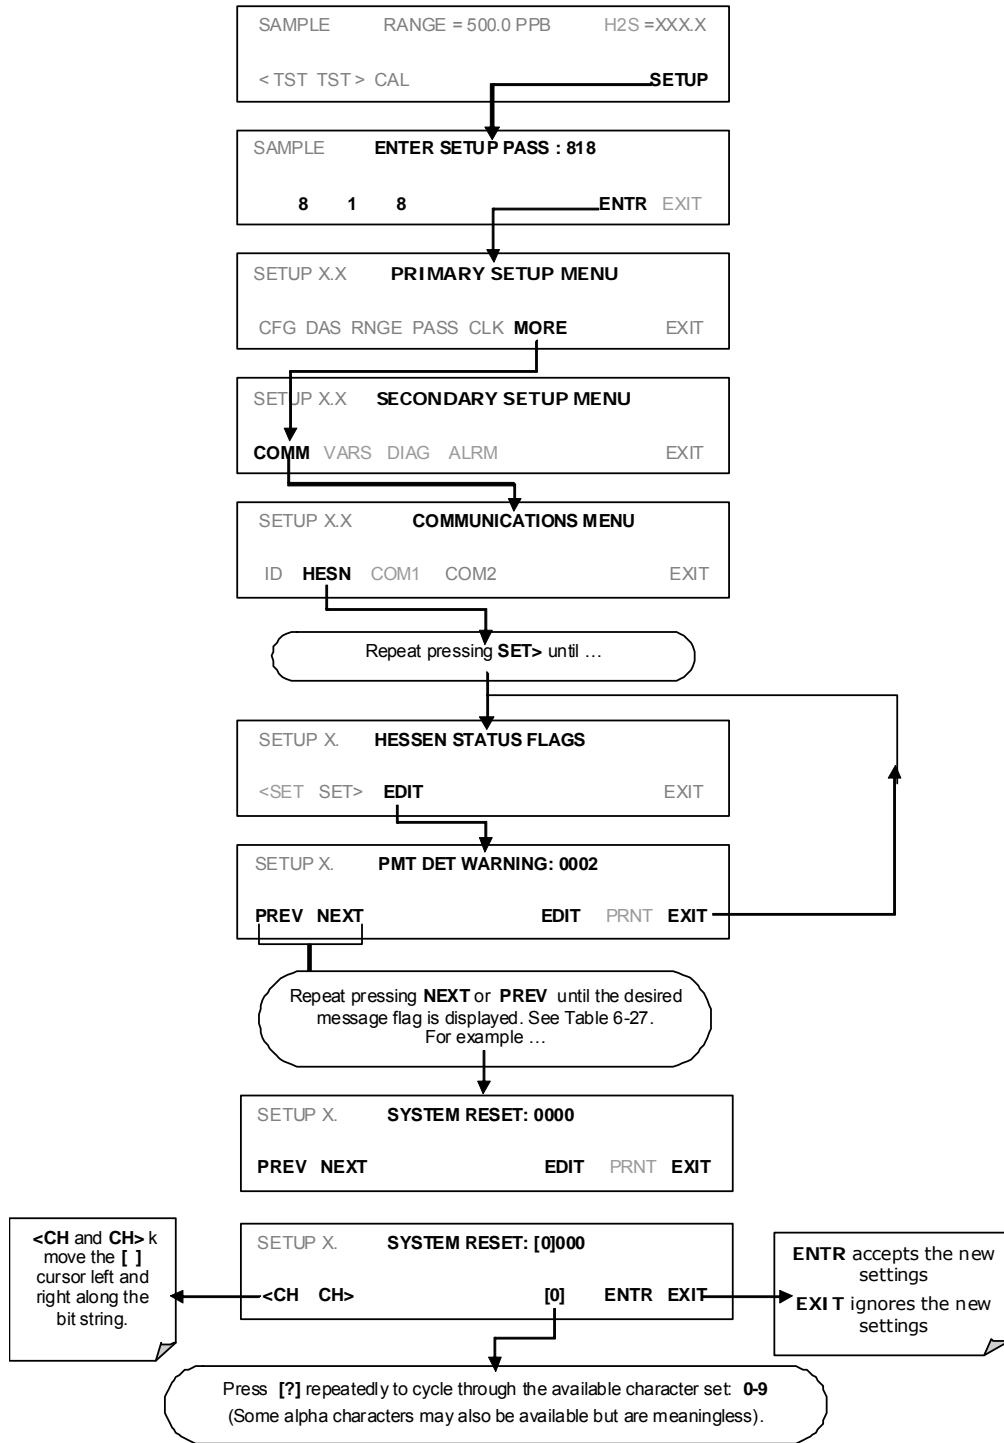 SAMPLE RANGE = 500.0 PPB H2S =XXX.X
< TST TST > CAL SETUP
SAMPLE ENTER SETUP PASS : 818
8 1 8 ENTR EXIT
SETUP X.X PRIMARY SETUP MENU
CFG DAS RNGE PASS CLK MORE EXIT
SETUP X.X SECONDARY SETUP MENU
COMM VARS DIAG ALRM EXIT
SETUP X.X COMMUNICATIONS MENU
ID HESN COM1 COM2 EXIT
Repeat pressing SET> until …
SETUP X. HESSEN STATUS FLAGS
<SET SET> EDIT EXIT
SETUP X. PMT DET WARNING: 0002
PREV NEXT EDIT PRNT EXIT
Repeat pressing NEXT or PREV until the desired
message flag is displayed. See Table 6-27.
For example …
SETUP X. SYSTEM RESET: 0000
PREV NEXT EDIT PRNT EXIT
<CH and CH> k
move the [ ]
cursor left and
right along the
bit string.
SETUP X. SYSTEM RESET: [0]000
<CH CH> [0] ENTR EXIT
ENTR accepts the new
settings
EXIT ignores the new
settings
Press [?] repeatedly to cycle through the available character set: 0-9
(Some alpha characters may also be available but are meaningless).